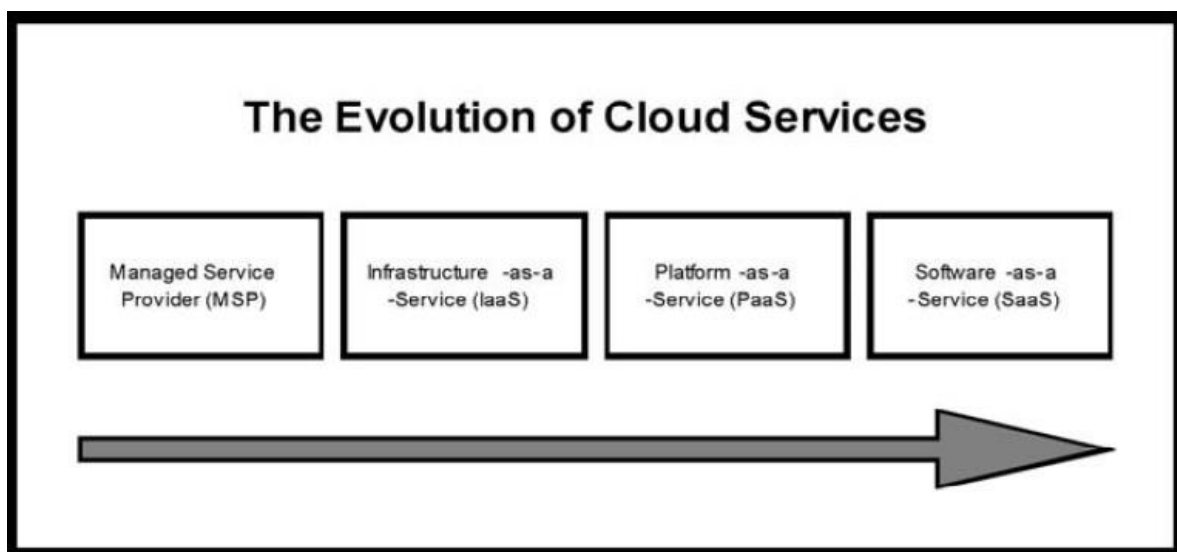 The Evolution of Cloud Services
Managed Service
Provider (MSP)
Infrastructure -as-a
-Service (IaaS)
Platform -as-a
-Service (PaaS)
Software -as-a
-Service (SaaS)